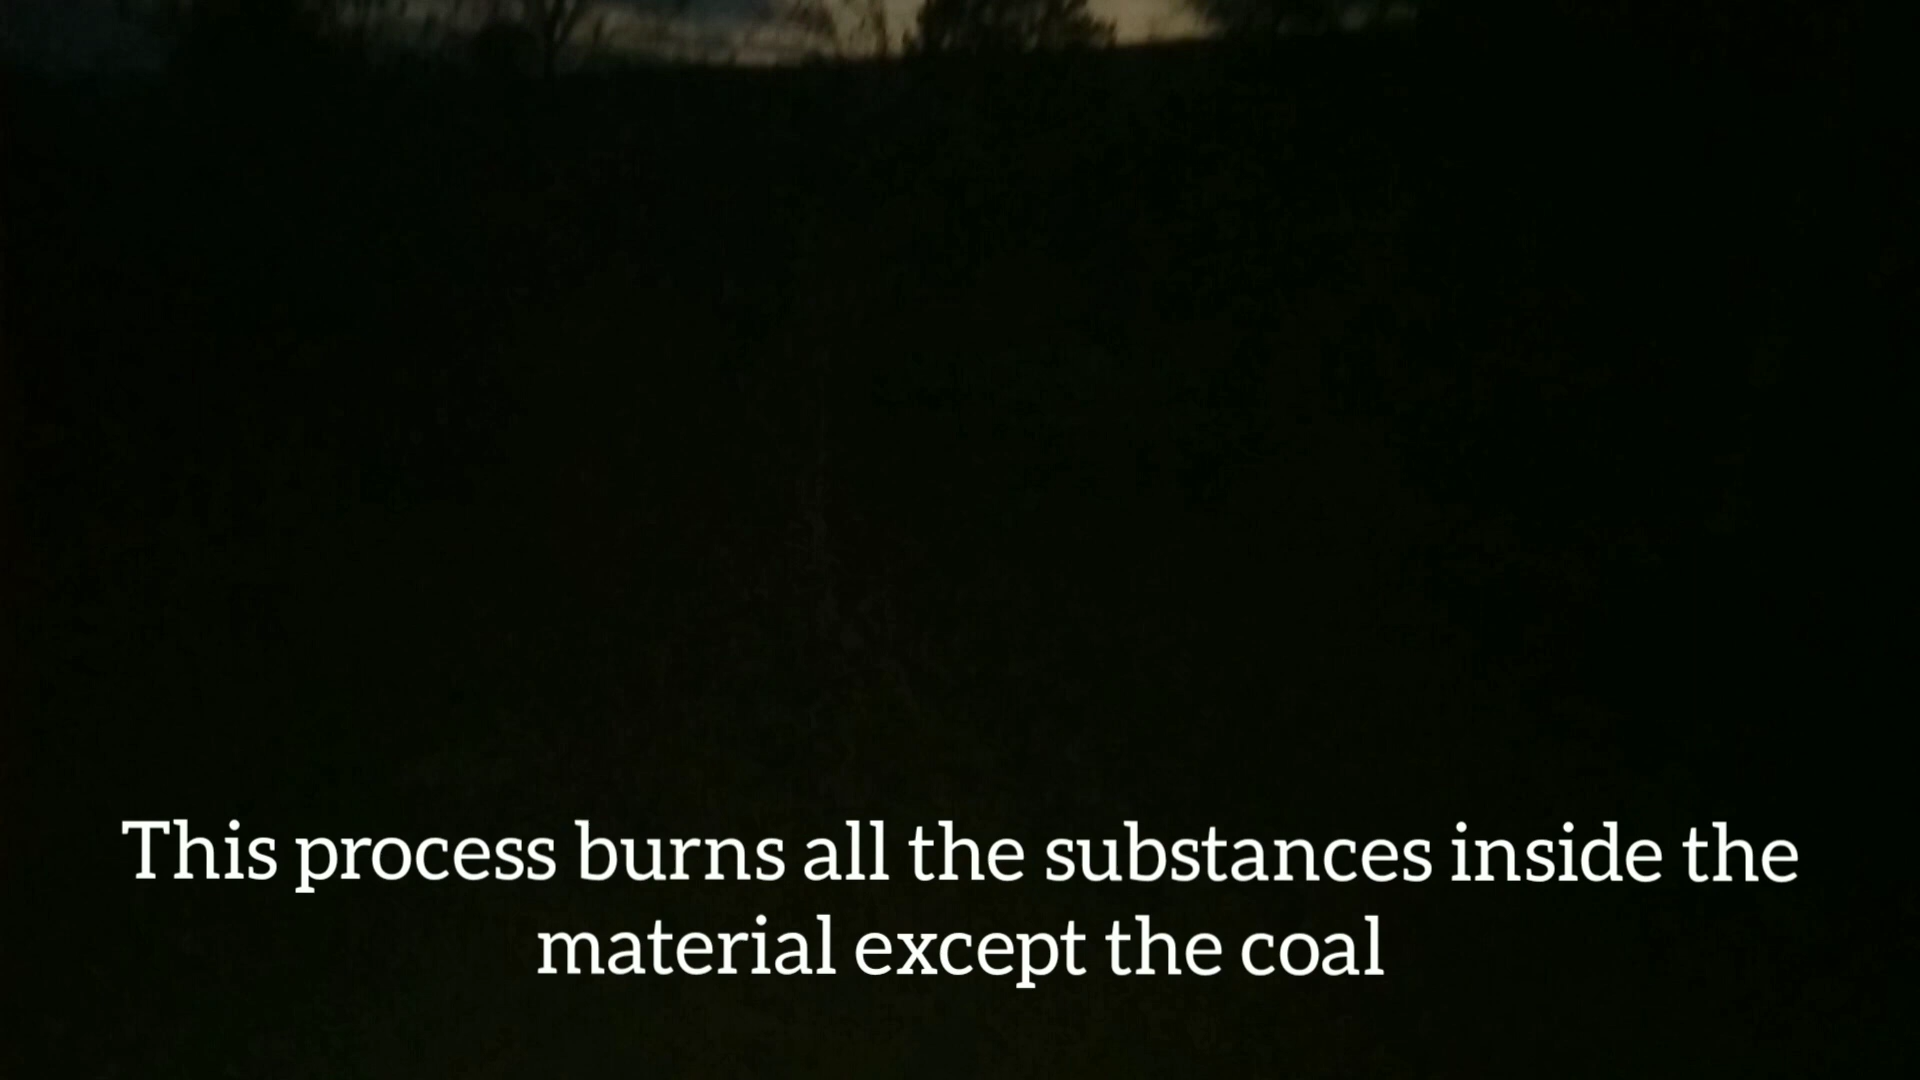 This process burns all the substances inside the
material except the coal